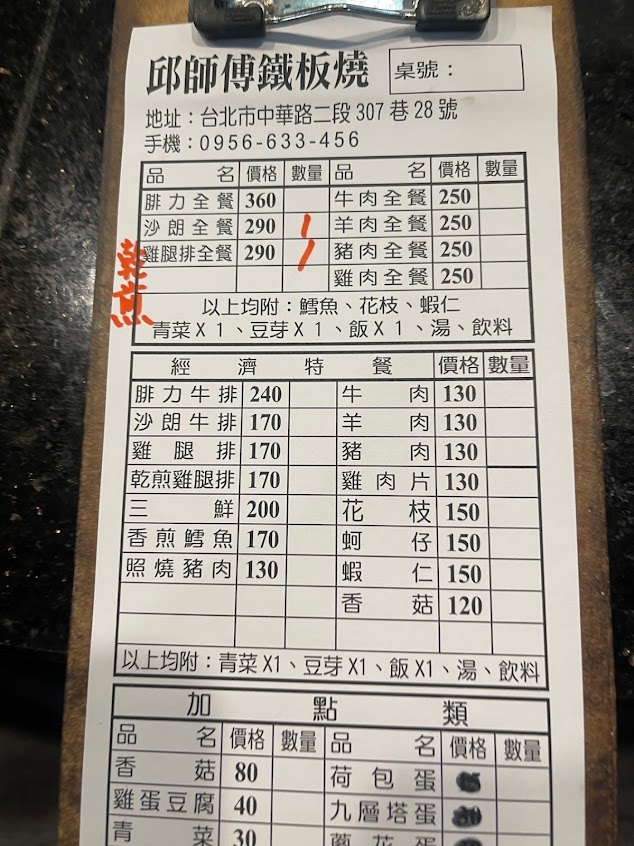 邱師傅鐵板燒 桌號：
地址：台北市中華路二段307巷28號
手機：0956-633-456
品名 價格 數量 品名 價格 數量
腓力全餐 360 牛肉全餐 250
沙朗全餐 290 / 羊肉全餐 250
雞腿排全餐 290 / 豬肉全餐 250
雞肉全餐 250
乾煎
以上均附：鱈魚、花枝、蝦仁
青菜X1、豆芽X1、飯X1、湯、飲料
經濟特餐 價格 數量
腓力牛排 240 牛肉 130
沙朗牛排 170 羊肉 130
雞腿排 170 豬肉 130
乾煎雞腿排 170 雞肉片 130
三鮮 200 花枝 150
香煎鱈魚 170 蚵仔 150
照燒豬肉 130 蝦仁 150
香菇 120
以上均附：青菜X1、豆芽X1、飯X1、湯、飲料
加點類
品名 價格 數量 品名 價格 數量
香菇 80 荷包蛋
雞蛋豆腐 40 九層塔蛋
青菜 30 花蛋